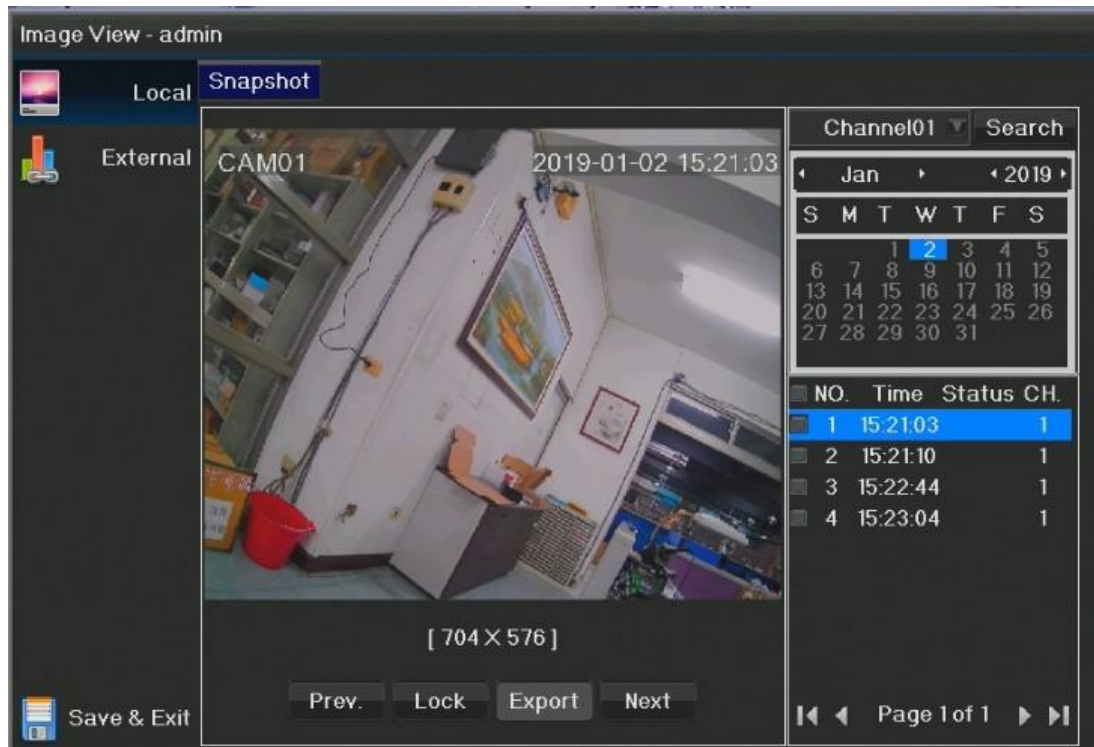 Image View - admin
Local
External
Save & Exit
Snapshot
CAM01 2019-01-02 15:21:03
[ 704 X 576 ]
Prev. Lock Export Next
Channel01 Search
Jan 2019
S M T W T F S
1 2 3 4 5
6 7 8 9 10 11 12
13 14 15 16 17 18 19
20 21 22 23 24 25 26
27 28 29 30 31
NO. Time Status CH.
1 15:21:03 1
2 15:21:10 1
3 15:22:44 1
4 15:23:04 1
Page 1 of 1